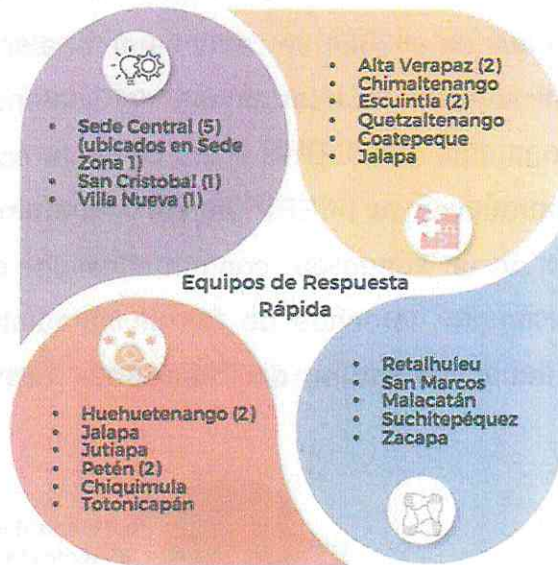 Sede Central (5)
(ubicados en Sede
Zona 1)
San Cristobal (1)
Villa Nueva (1)
Alta Verapaz (2)
Chimaltenango
Escuintla (2)
Quetzaltenango
Coatepeque
Jalapa
Equipos de Respuesta
Rápida
Huehuetenango (2)
Jalapa
Jutiapa
Petén (2)
Chiquimula
Totonicapán
Retalhuleu
San Marcos
Malacatán
Suchitepéquez
Zacapa